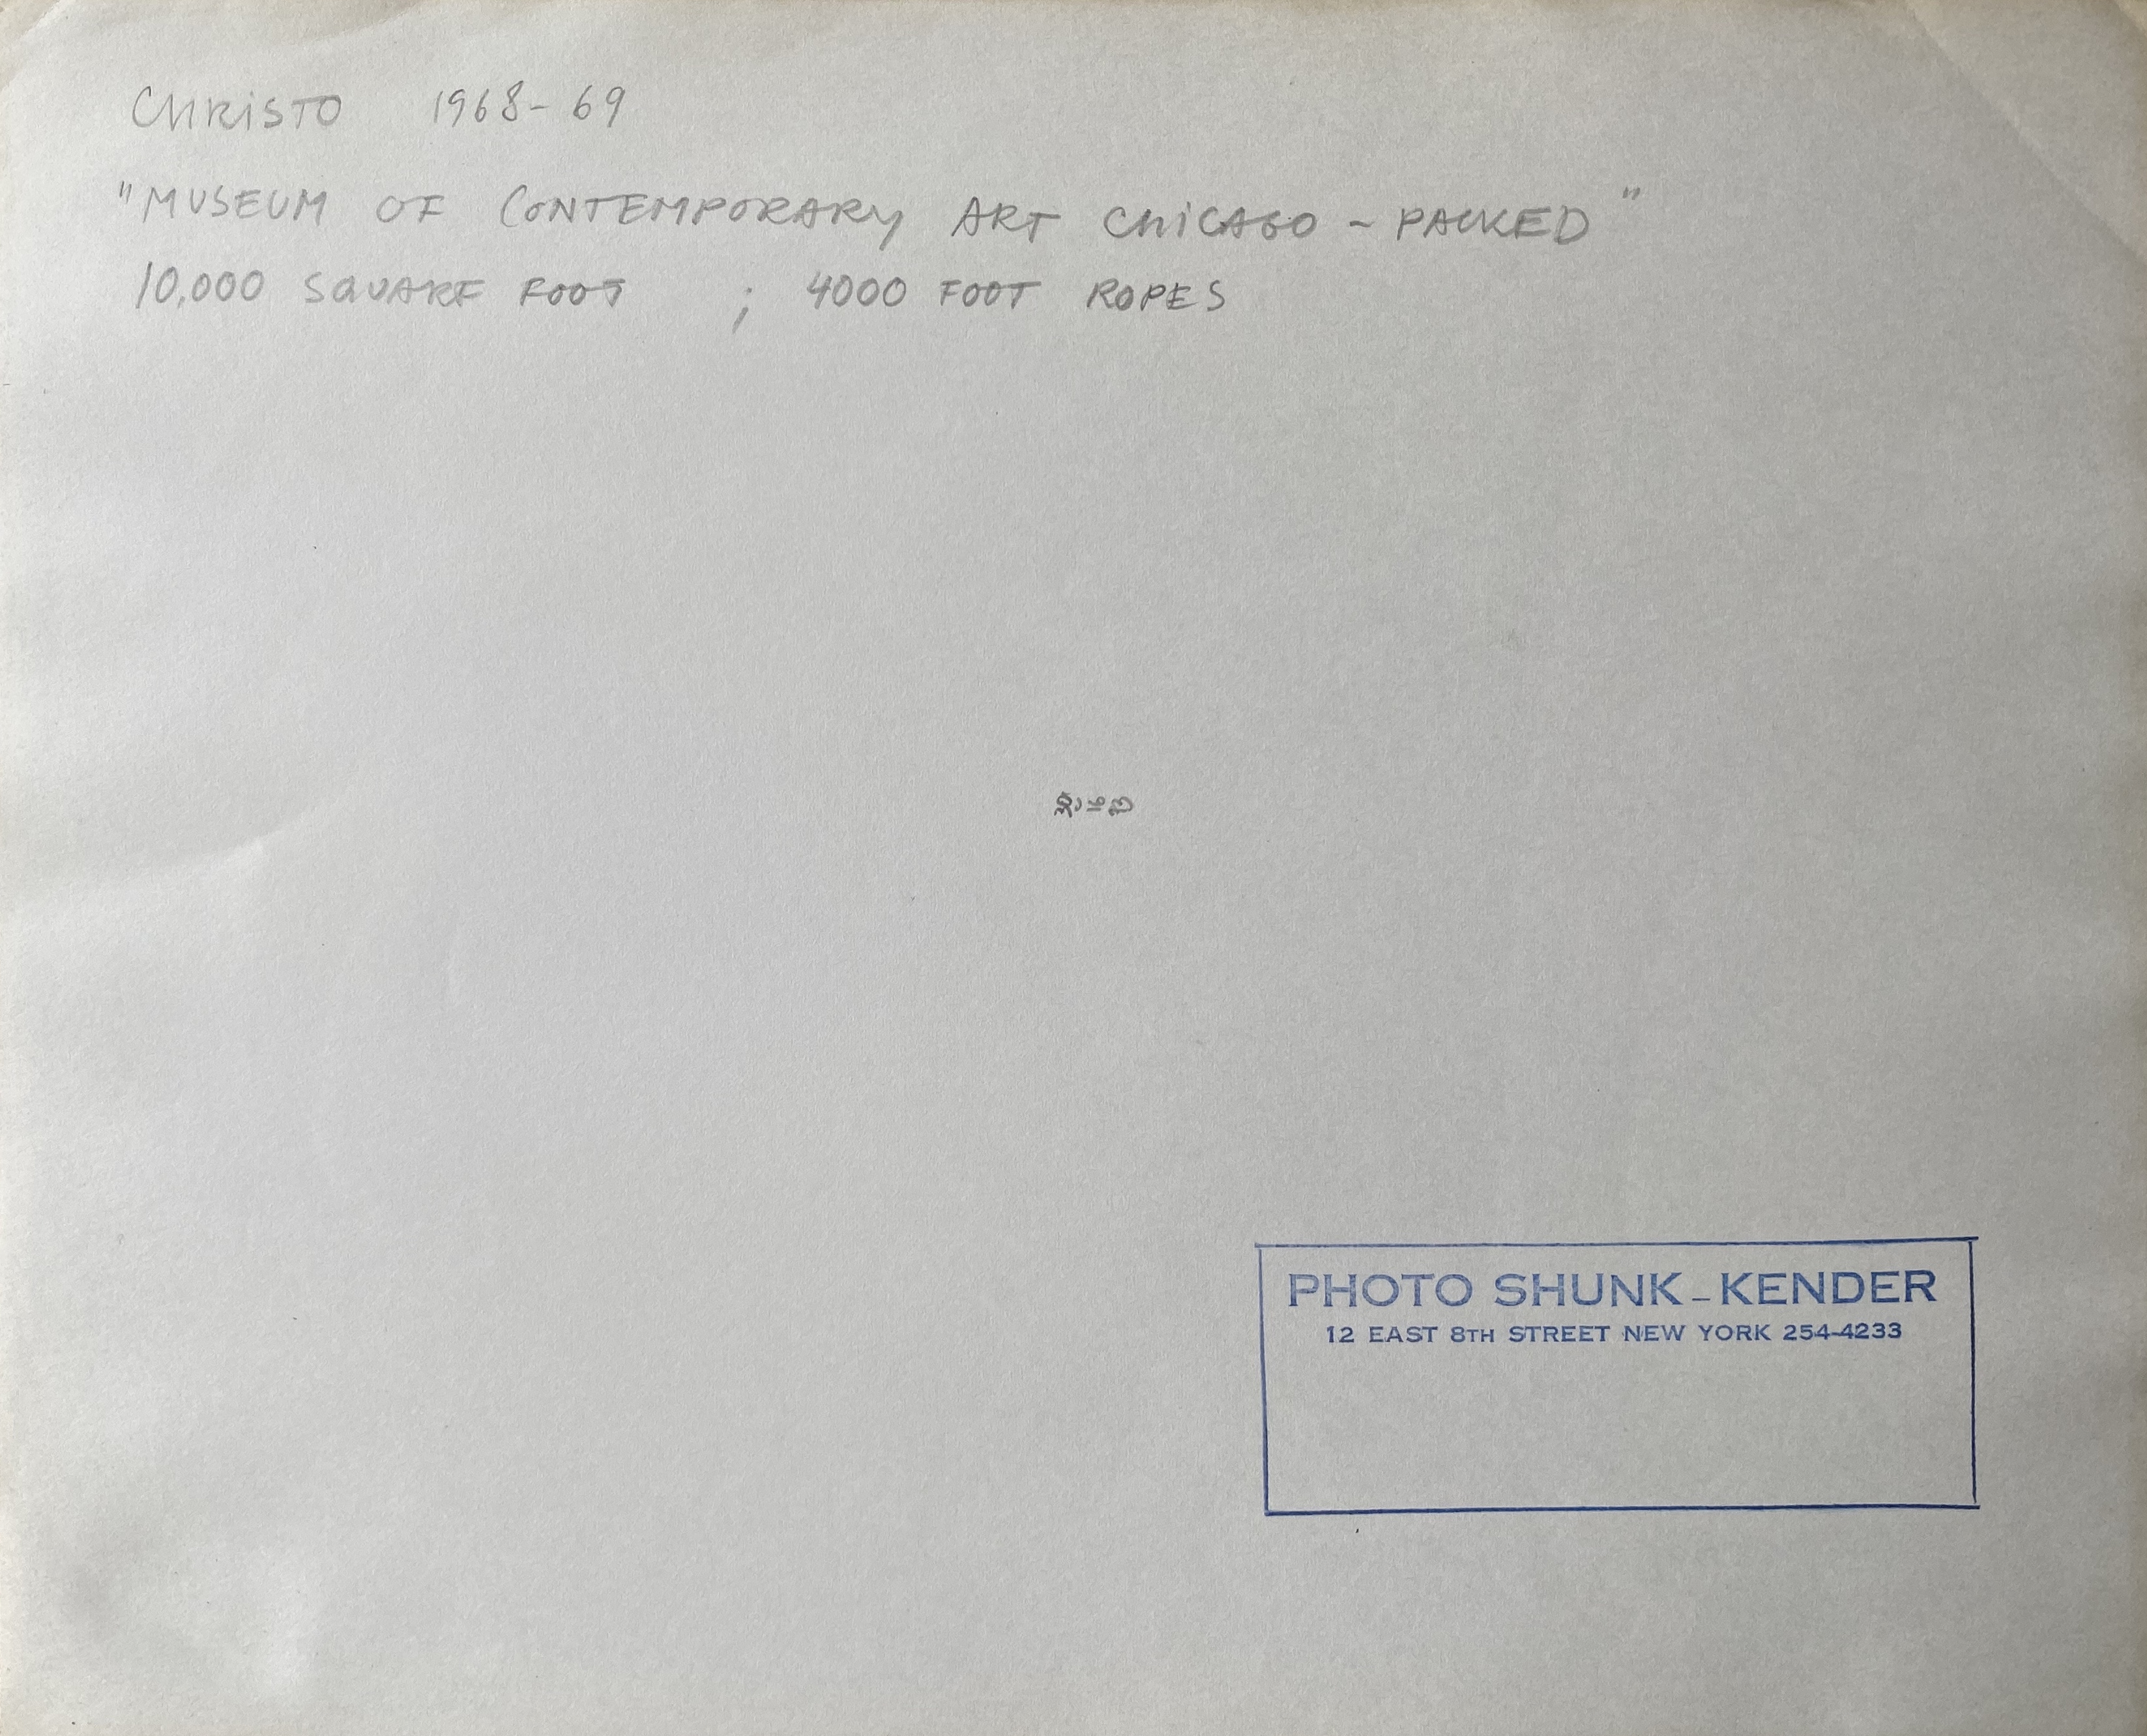 CHRISTO 1968-69
"MUSEUM OF CONTEMPORARY ART CHICAGO - PACKED"
10,000 SQUARE FOOT ; 4000 FOOT ROPES
PHOTO SHUNK-KENDER
12 EAST 8TH STREET NEW YORK 254-4233